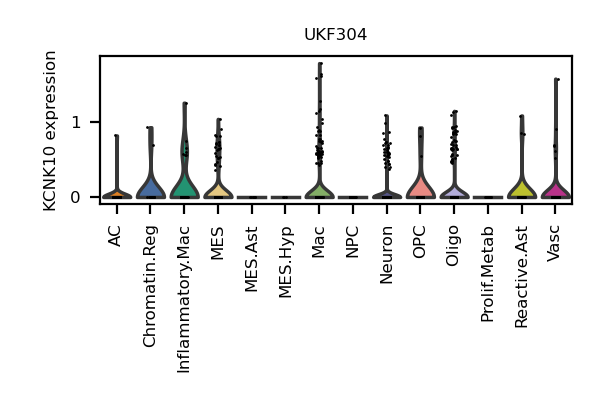 UKF304
KCNK10 expression
1
0
AC
Chromatin.Reg
Inflammatory.Mac
MES
MES.Ast
MES.Hyp
Mac
NPC
Neuron
OPC
Oligo
Prolif.Metab
Reactive.Ast
Vasc